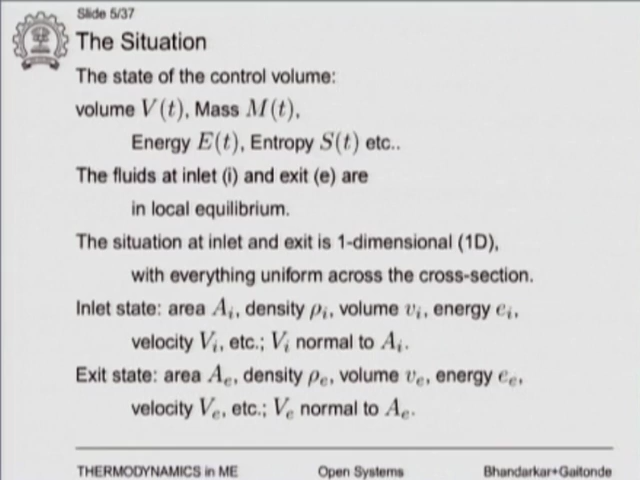 Slide 5/37
The Situation
The state of the control volume:
volume V(t), Mass M(t),
Energy E(t), Entropy S(t) etc..
The fluids at inlet (i) and exit (e) are
in local equilibrium.
The situation at inlet and exit is 1-dimensional (1D),
with everything uniform across the cross-section.
Inlet state: area Aᵢ, density ρᵢ, volume vᵢ, energy eᵢ,
velocity Vᵢ, etc.; Vᵢ normal to Aᵢ.
Exit state: area Aₑ, density ρₑ, volume vₑ, energy eₑ,
velocity Vₑ, etc.; Vₑ normal to Aₑ.
THERMODYNAMICS in ME Open Systems Bhandarkar+Gaitonde